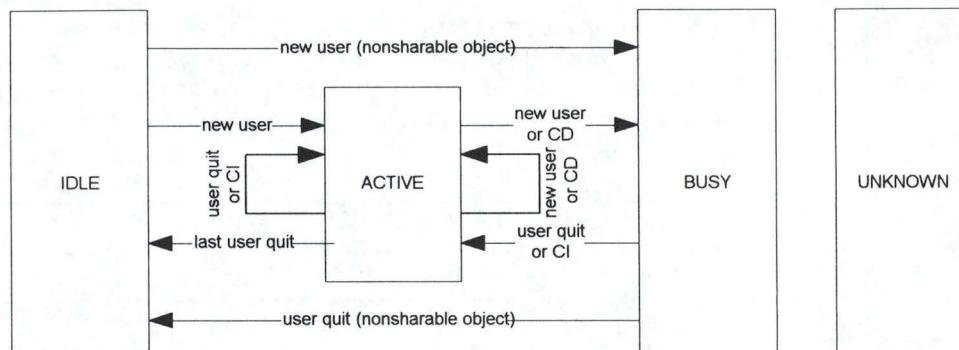 new user (nonsharable object)
new user
new user
or CD
IDLE
user quit
or CI
ACTIVE
new user
or CD
BUSY
UNKNOWN
last user quit
user quit
or CI
user quit (nonsharable object)